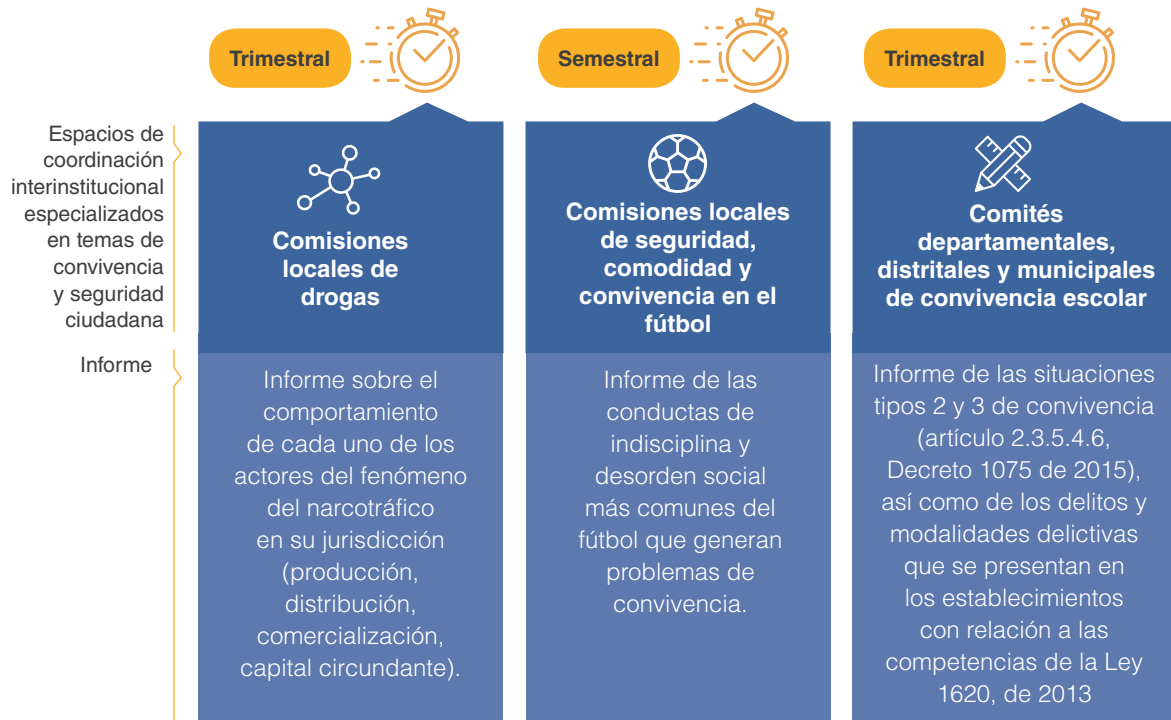 Trimestral
Semestral
Trimestral
Espacios de
coordinación
interinstitucional
especializados
en temas de
convivencia
y seguridad
ciudadana
Comisiones
locales de
drogas
Comisiones locales
de seguridad,
comodidad y
convivencia en el
fútbol
Comités
departamentales,
distritales y municipales
de convivencia escolar
Informe
Informe sobre el
comportamiento
de cada uno de los
actores del fenómeno
del narcotráfico
en su jurisdicción
(producción,
distribución,
comercialización,
capital circundante).
Informe de las
conductas de
indisciplina y
desorden social
más comunes del
fútbol que generan
problemas de
convivencia.
Informe de las situaciones
tipos 2 y 3 de convivencia
(artículo 2.3.5.4.6,
Decreto 1075 de 2015),
así como de los delitos y
modalidades delictivas
que se presentan en
los establecimientos
con relación a las
competencias de la Ley
1620, de 2013